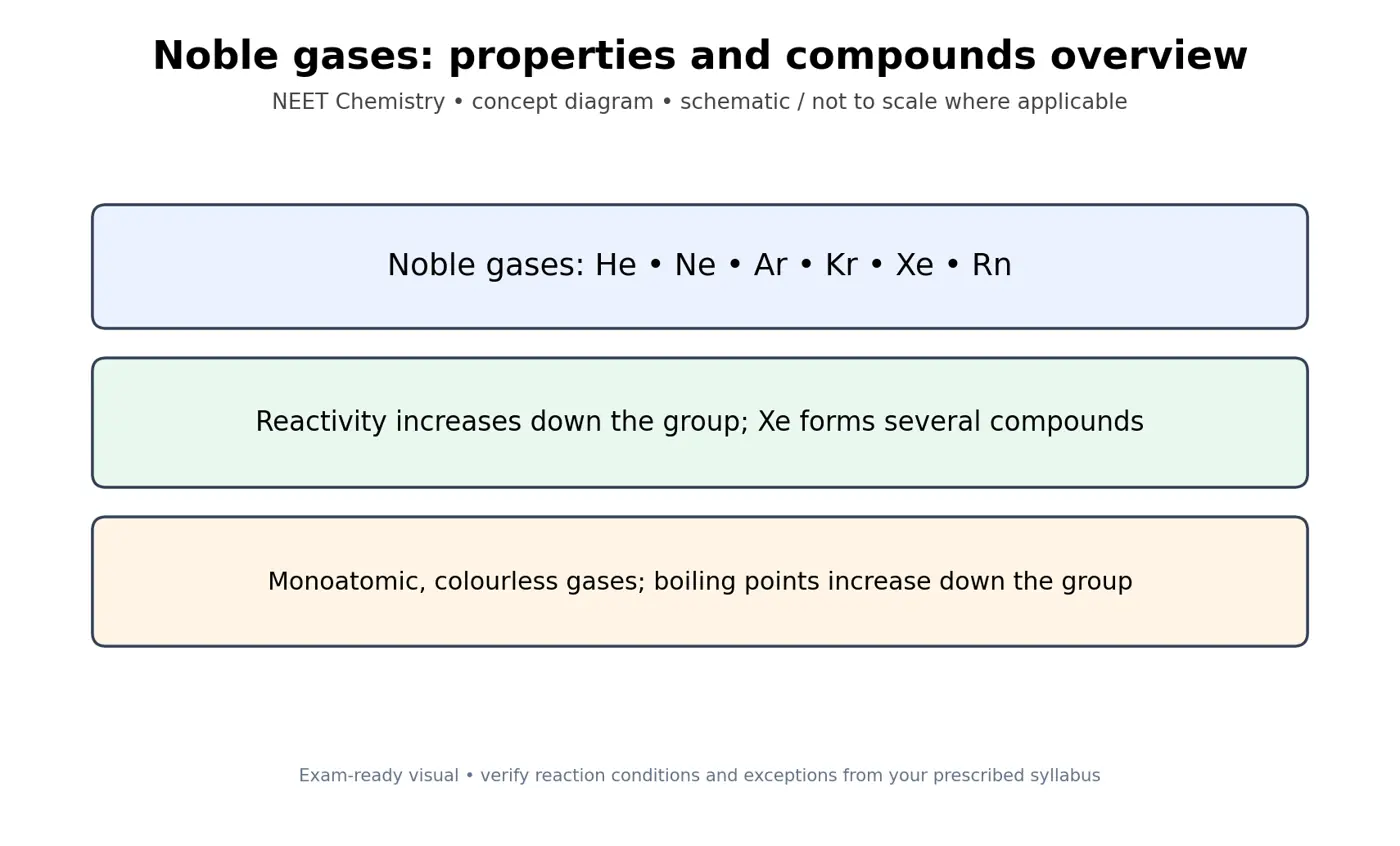 Noble gases: properties and compounds overview
NEET Chemistry • concept diagram • schematic / not to scale where applicable
Noble gases: He • Ne • Ar • Kr • Xe • Rn
Reactivity increases down the group; Xe forms several compounds
Monoatomic, colourless gases; boiling points increase down the group
Exam-ready visual • verify reaction conditions and exceptions from your prescribed syllabus